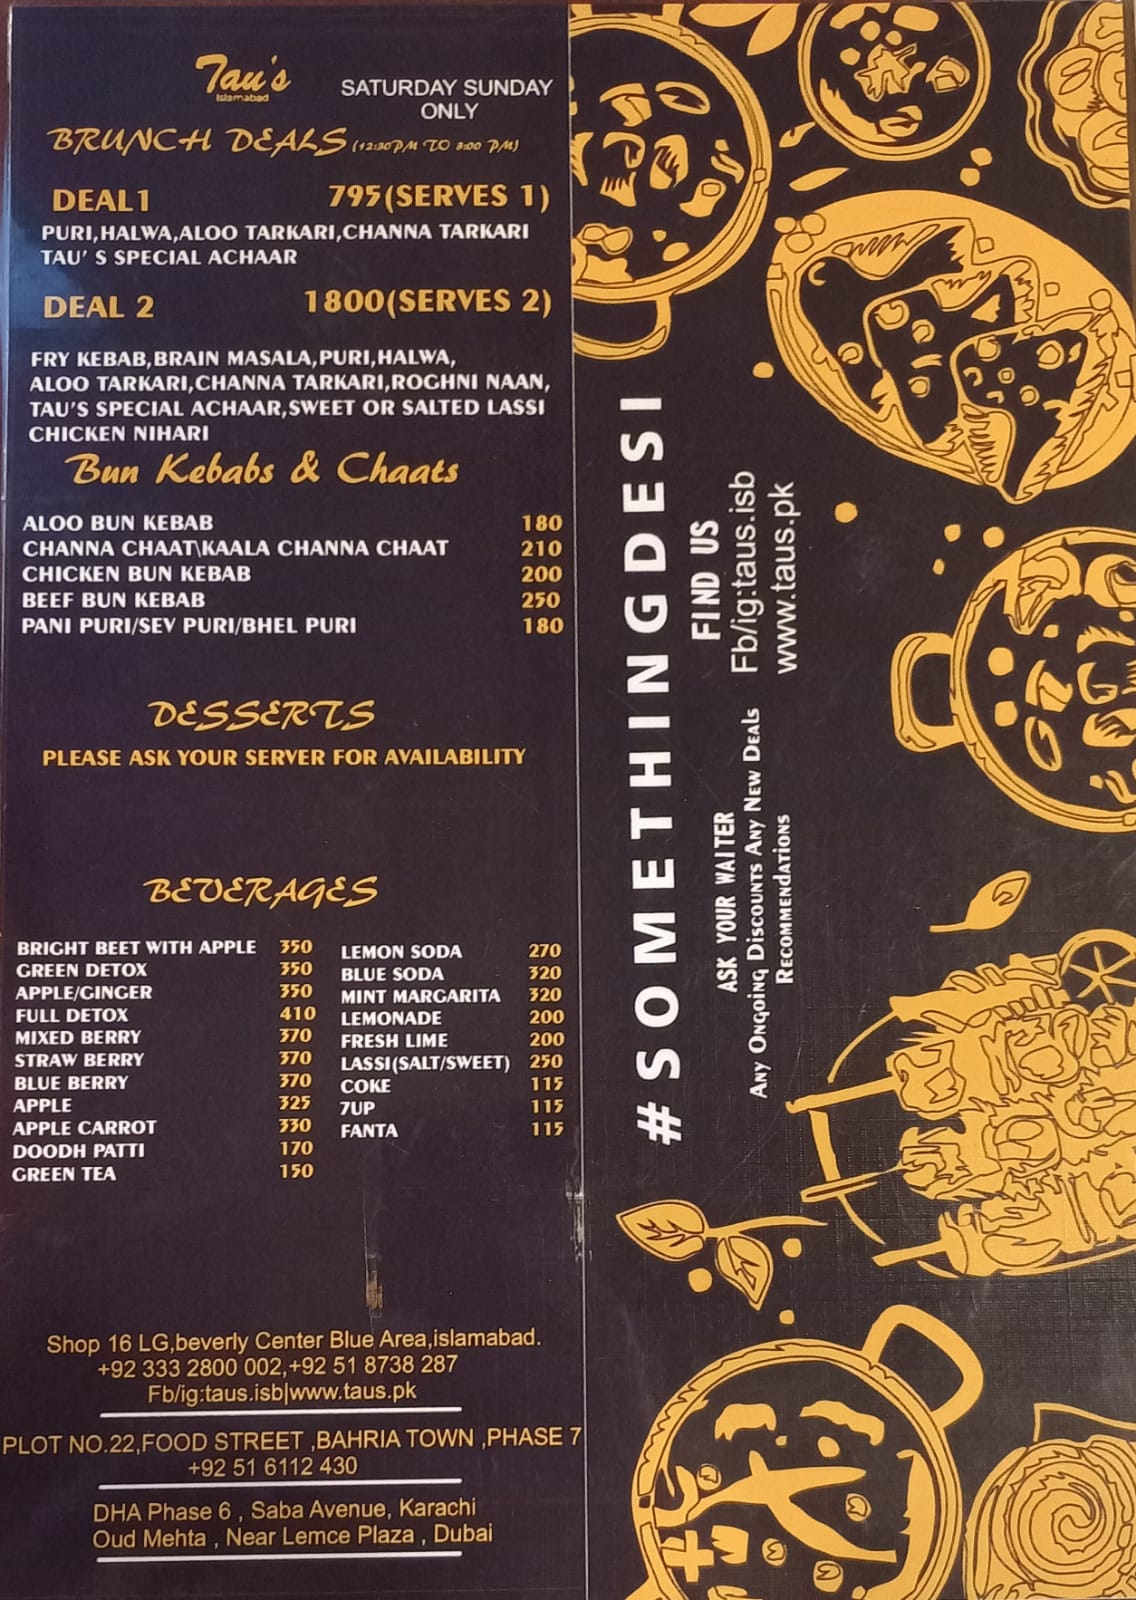 Tau's
Islamabad
SATURDAY SUNDAY
ONLY
BRUNCH DEALS (12:30PM TO 3:00 PM)
DEAL1 795(SERVES 1)
PURI,HALWA,ALOO TARKARI,CHANNA TARKARI
TAU' S SPECIAL ACHAAR
DEAL 2 1800(SERVES 2)
FRY KEBAB,BRAIN MASALA,PURI,HALWA,
ALOO TARKARI,CHANNA TARKARI,ROGHNI NAAN,
TAU'S SPECIAL ACHAAR,SWEET OR SALTED LASSI
CHICKEN NIHARI
Bun Kebabs & Chaats
ALOO BUN KEBAB 180
CHANNA CHAAT\KAALA CHANNA CHAAT 210
CHICKEN BUN KEBAB 200
BEEF BUN KEBAB 250
PANI PURI/SEV PURI/BHEL PURI 180
DESSERTS
PLEASE ASK YOUR SERVER FOR AVAILABILITY
BEVERAGES
BRIGHT BEET WITH APPLE 350
GREEN DETOX 350
APPLE/GINGER 350
FULL DETOX 410
MIXED BERRY 370
STRAW BERRY 370
BLUE BERRY 370
APPLE 325
APPLE CARROT 330
DOODH PATTI 170
GREEN TEA 150
LEMON SODA 270
BLUE SODA 320
MINT MARGARITA 320
LEMONADE 200
FRESH LIME 200
LASSI(SALT/SWEET) 250
COKE 115
7UP 115
FANTA 115
Shop 16 LG,beverly Center Blue Area,islamabad.
+92 333 2800 002,+92 51 8738 287
Fb/ig:taus.isb|www.taus.pk
PLOT NO.22,FOOD STREET ,BAHRIA TOWN ,PHASE 7
+92 51 6112 430
DHA Phase 6 , Saba Avenue, Karachi
Oud Mehta , Near Lemce Plaza , Dubai
#SOMETHINGDESI
FIND US
Fb/ig:taus.isb
www.taus.pk
ASK YOUR WAITER
Any Ongoing Discounts Any New Deals
Recommendations